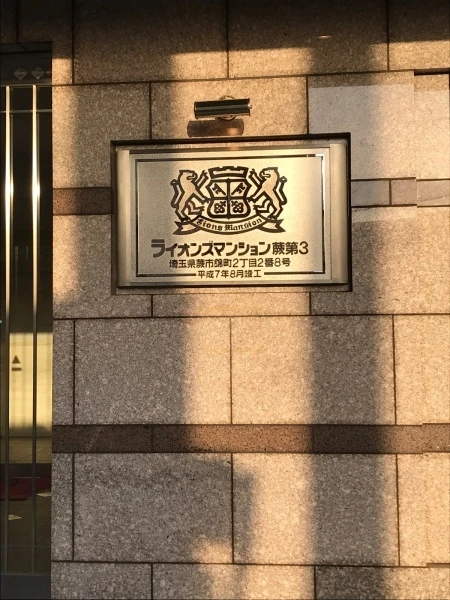 Lions Mansion
ライオンズマンション蕨第3
埼玉県蕨市錦町2丁目2番8号
平成7年8月竣工